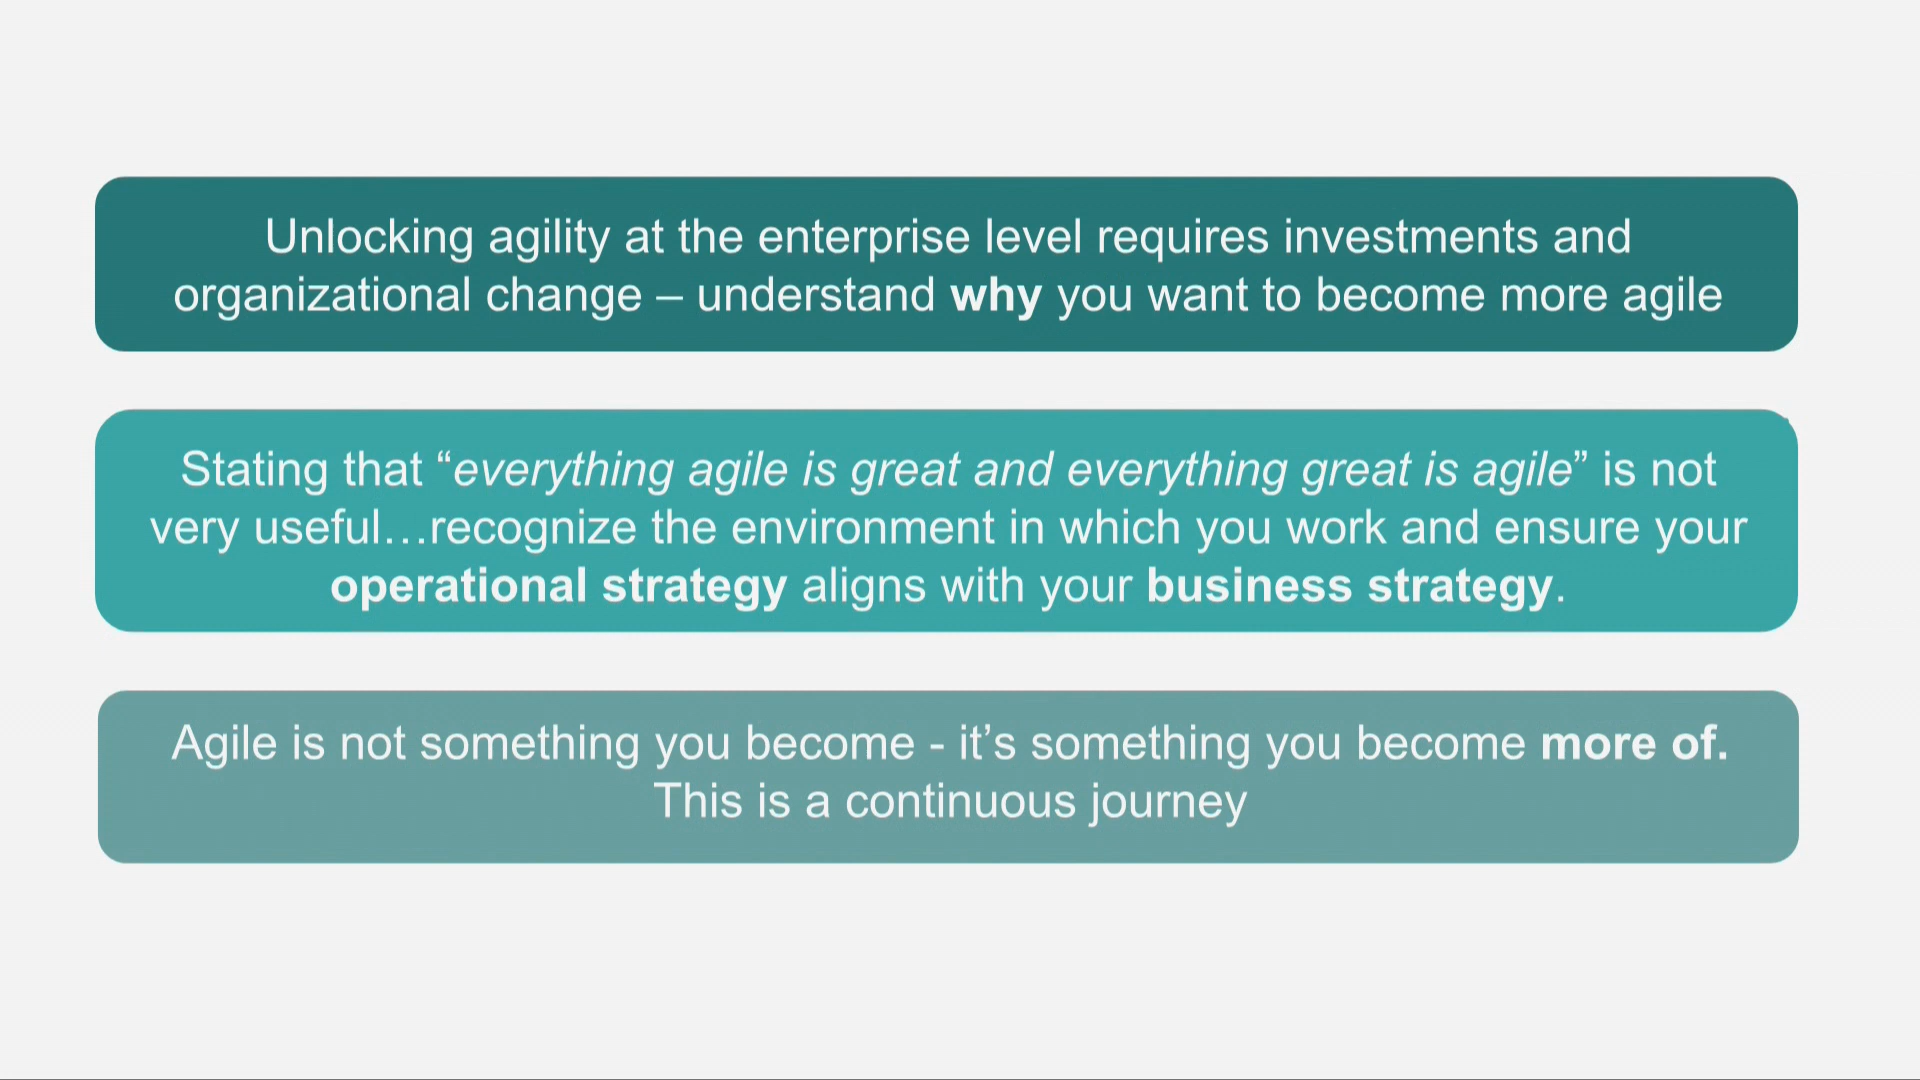 Unlocking agility at the enterprise level requires investments and
organizational change – understand why you want to become more agile
Stating that “everything agile is great and everything great is agile” is not
very useful…recognize the environment in which you work and ensure your
operational strategy aligns with your business strategy.
Agile is not something you become - it’s something you become more of.
This is a continuous journey